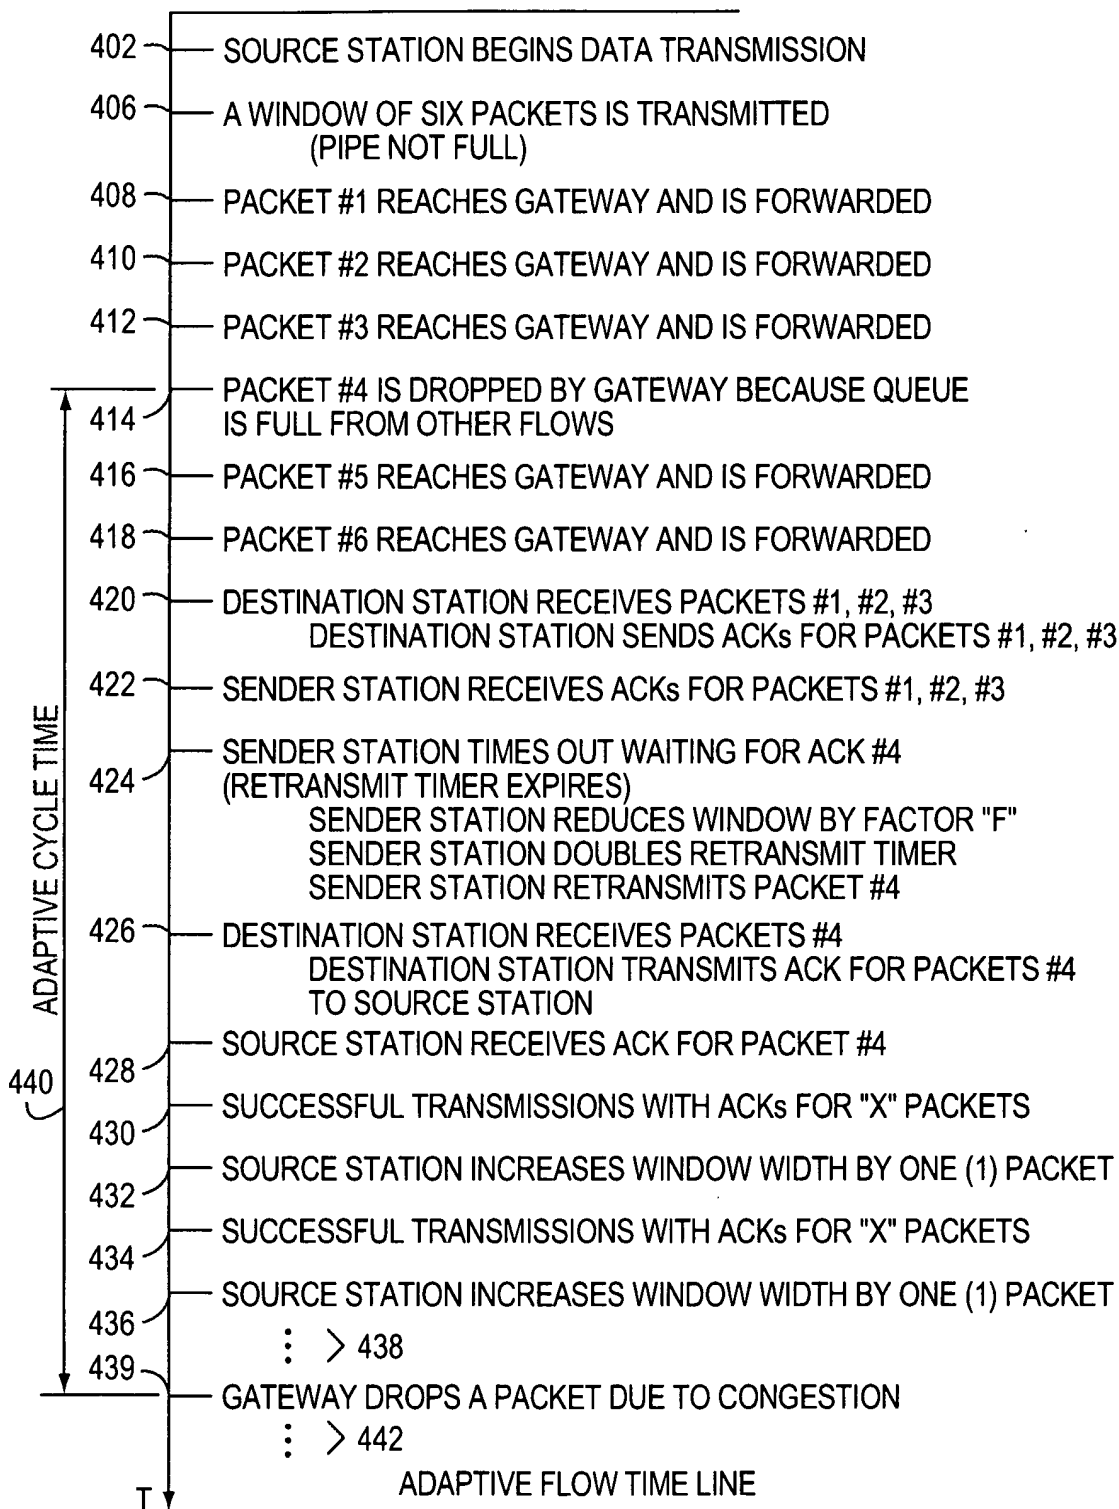 402 SOURCE STATION BEGINS DATA TRANSMISSION
406 A WINDOW OF SIX PACKETS IS TRANSMITTED
(PIPE NOT FULL)
408 PACKET #1 REACHES GATEWAY AND IS FORWARDED
410 PACKET #2 REACHES GATEWAY AND IS FORWARDED
412 PACKET #3 REACHES GATEWAY AND IS FORWARDED
414 PACKET #4 IS DROPPED BY GATEWAY BECAUSE QUEUE
IS FULL FROM OTHER FLOWS
416 PACKET #5 REACHES GATEWAY AND IS FORWARDED
418 PACKET #6 REACHES GATEWAY AND IS FORWARDED
420 DESTINATION STATION RECEIVES PACKETS #1, #2, #3
DESTINATION STATION SENDS ACKs FOR PACKETS #1, #2, #3
422 SENDER STATION RECEIVES ACKs FOR PACKETS #1, #2, #3
424 SENDER STATION TIMES OUT WAITING FOR ACK #4
(RETRANSMIT TIMER EXPIRES)
SENDER STATION REDUCES WINDOW BY FACTOR "F"
SENDER STATION DOUBLES RETRANSMIT TIMER
SENDER STATION RETRANSMITS PACKET #4
426 DESTINATION STATION RECEIVES PACKETS #4
DESTINATION STATION TRANSMITS ACK FOR PACKETS #4
TO SOURCE STATION
428 SOURCE STATION RECEIVES ACK FOR PACKET #4
430 SUCCESSFUL TRANSMISSIONS WITH ACKs FOR "X" PACKETS
432 SOURCE STATION INCREASES WINDOW WIDTH BY ONE (1) PACKET
434 SUCCESSFUL TRANSMISSIONS WITH ACKs FOR "X" PACKETS
436 SOURCE STATION INCREASES WINDOW WIDTH BY ONE (1) PACKET
⋮ > 438
439 GATEWAY DROPS A PACKET DUE TO CONGESTION
⋮ > 442
ADAPTIVE CYCLE TIME
440
T
ADAPTIVE FLOW TIME LINE